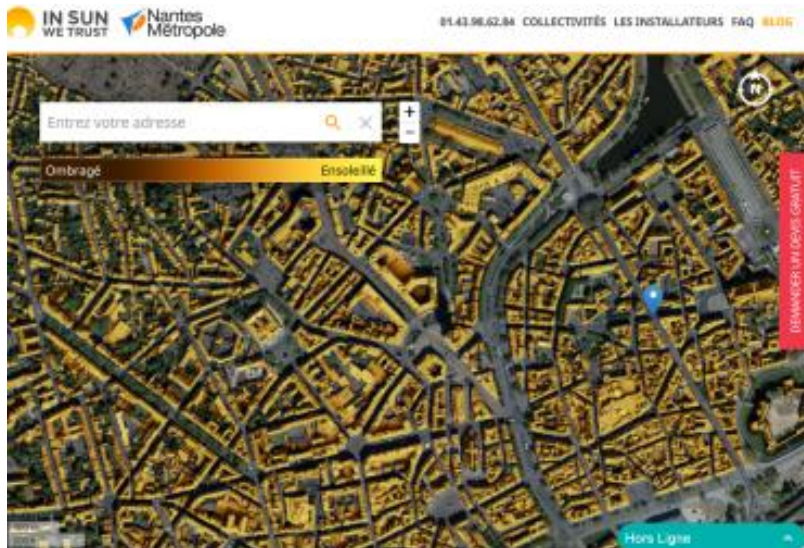 IN SUN
WE TRUST
Nantes
Métropole
01.43.98.62.84 COLLECTIVITÉS LES INSTALLATEURS FAQ BLOG
N
Entrez votre adresse
+
-
Ombragé Ensoleillé
DEMANDER UN DEVIS GRATUIT
Hors Ligne